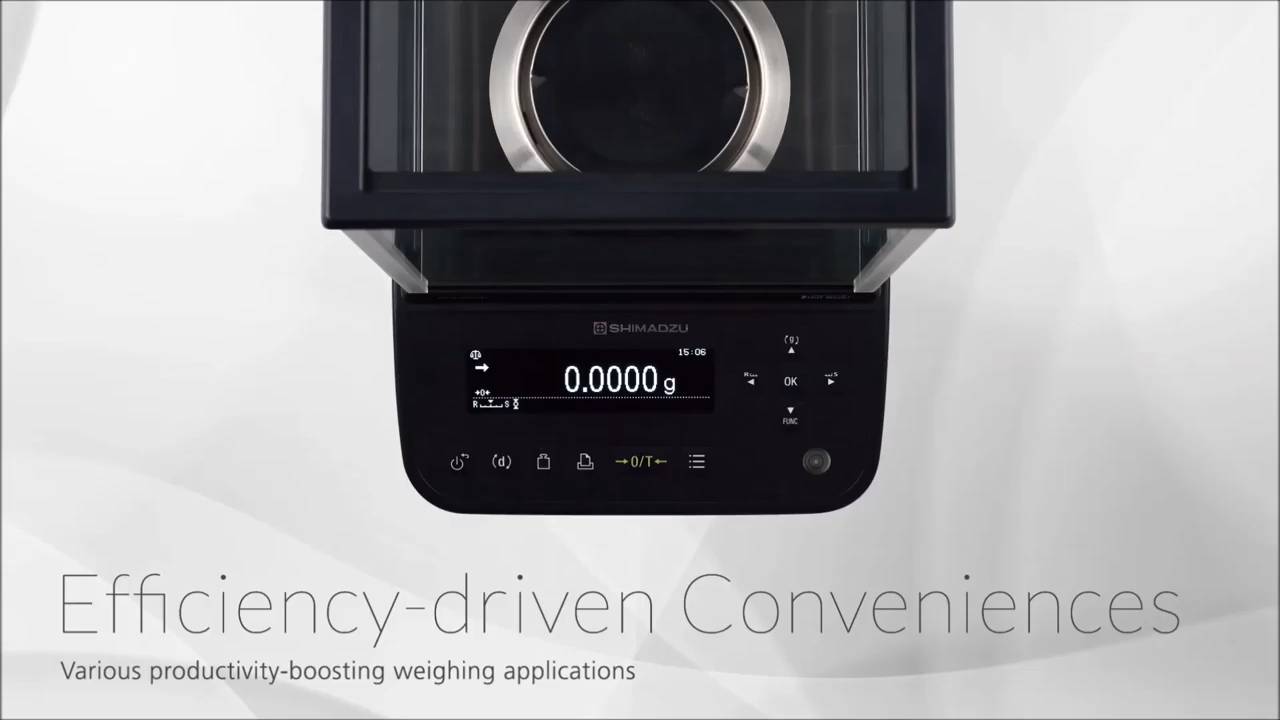 SHIMADZU
15:06
0.0000 g
R S
(g)
R S
OK
FUNC
(d) →0/T←
Efficiency-driven Conveniences
Various productivity-boosting weighing applications